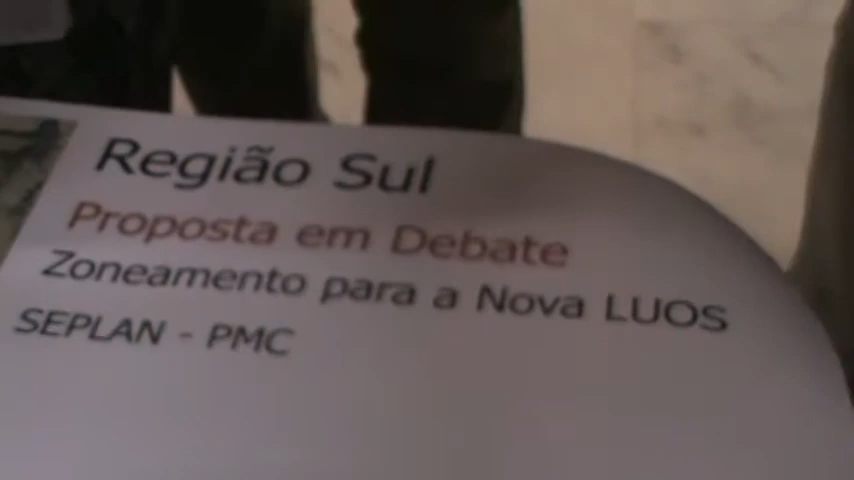 Região Sul
Proposta em Debate
Zoneamento para a Nova LUOS
SEPLAN - PMC